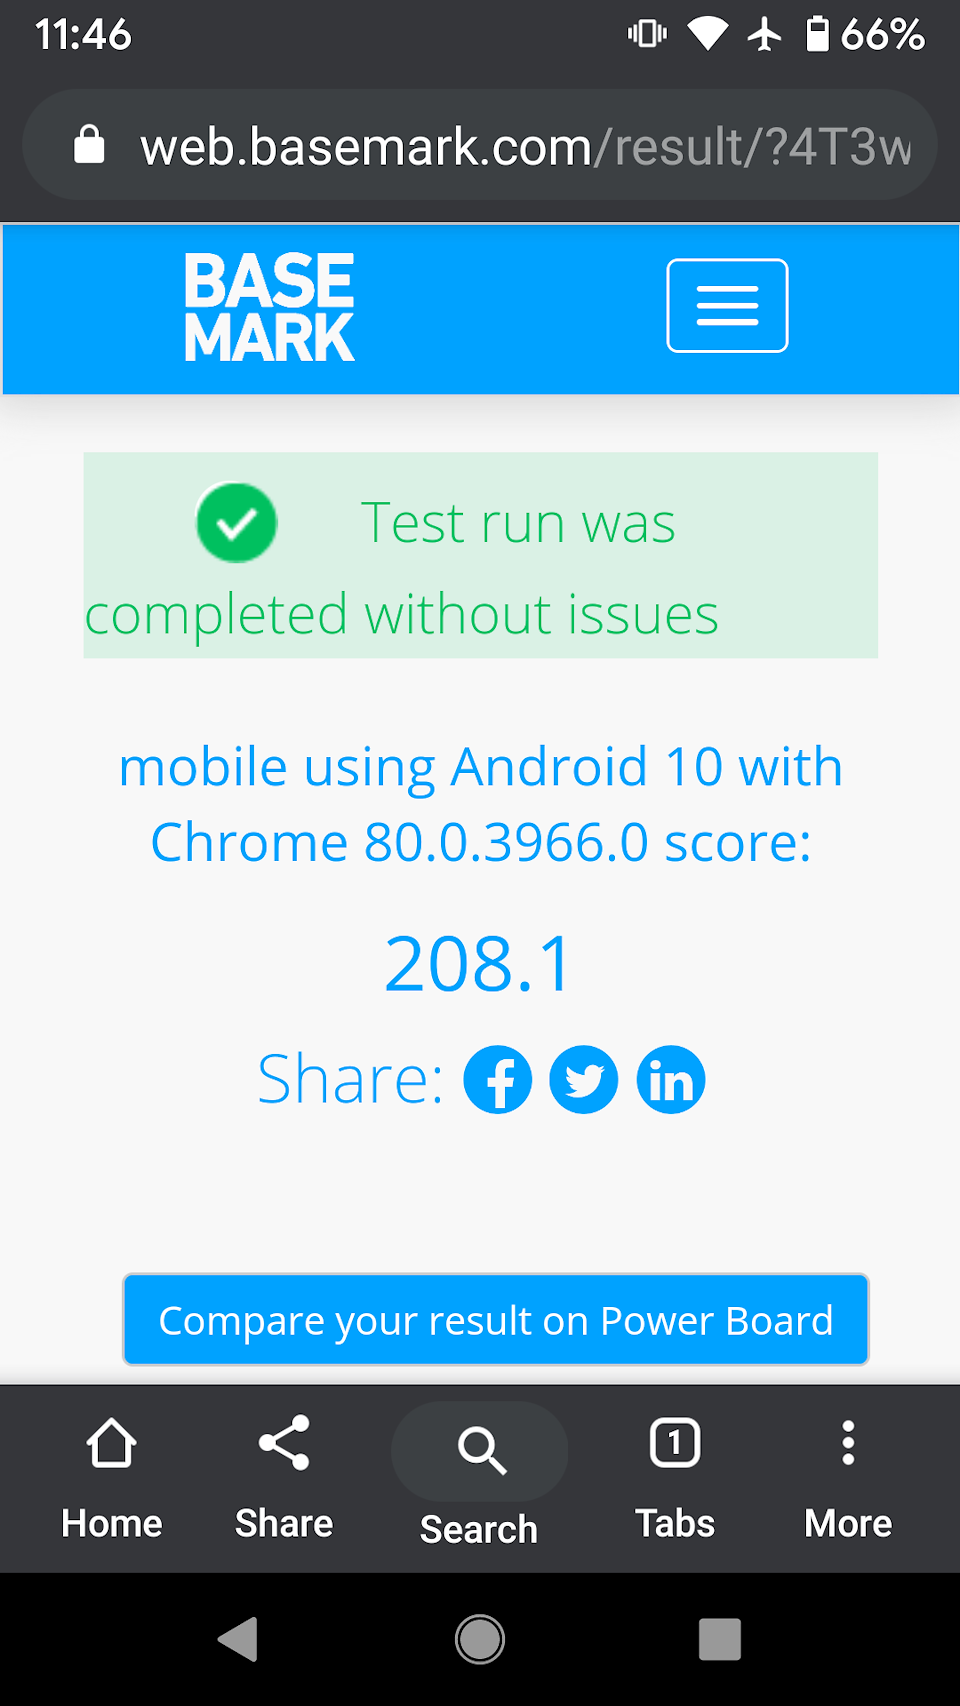 11:46 66%
web.basemark.com/result/?4T3w
BASE
MARK
Test run was
completed without issues
mobile using Android 10 with
Chrome 80.0.3966.0 score:
208.1
Share: f in
Compare your result on Power Board
1
Home Share Search Tabs More